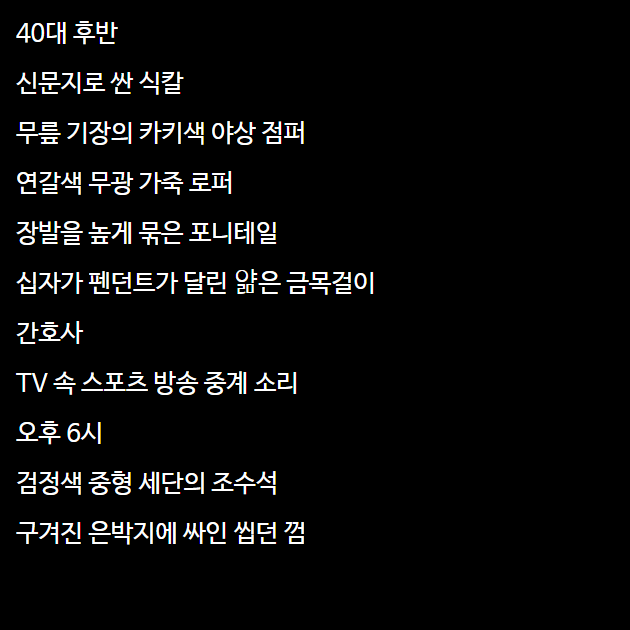 40대 후반
신문지로 싼 식칼
무릎 기장의 카키색 야상 점퍼
연갈색 무광 가죽 로퍼
장발을 높게 묶은 포니테일
십자가 펜던트가 달린 얇은 금목걸이
간호사
TV 속 스포츠 방송 중계 소리
오후 6시
검정색 중형 세단의 조수석
구겨진 은박지에 싸인 씹던 껌